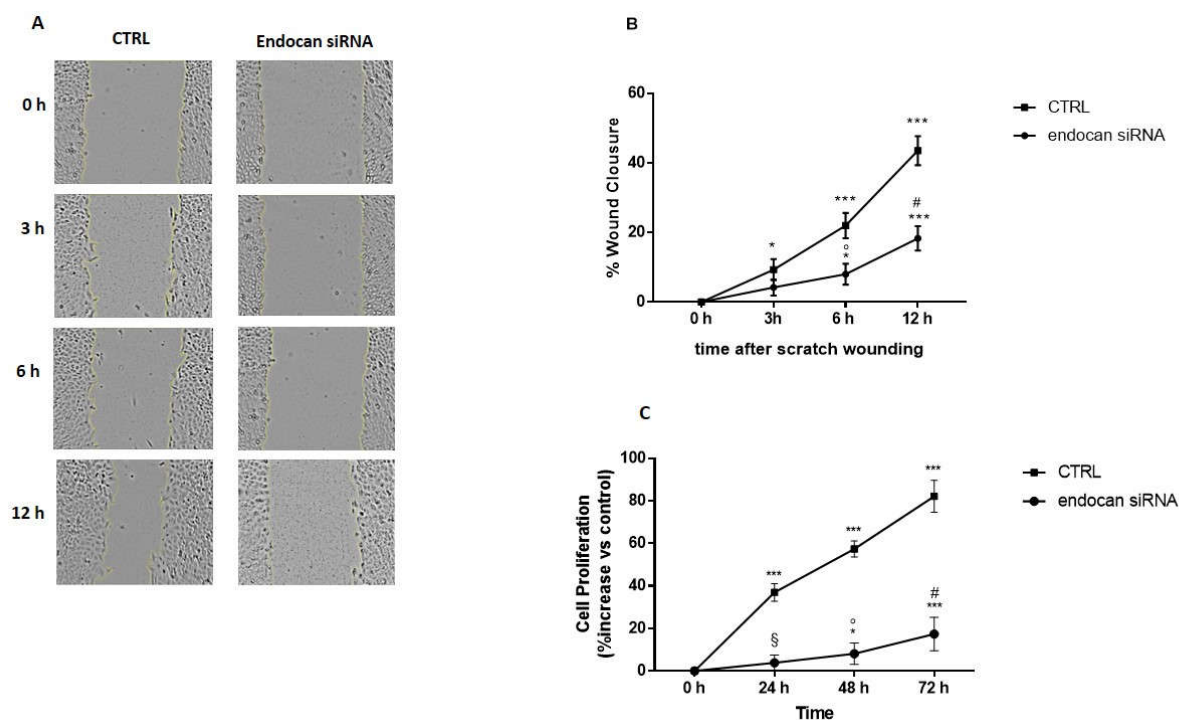 A
CTRL
Endocan siRNA
0 h
3 h
6 h
12 h
B
% Wound Clousure
60
40
20
0
***
***
*
#
***
°
*
0 h
3h
6 h
12 h
time after scratch wounding
CTRL
endocan siRNA
C
Cell Proliferation
(%increase vs control)
100
80
60
40
20
0
***
***
***
#
***
°
*
§
0 h
24 h
48 h
72 h
Time
CTRL
endocan siRNA